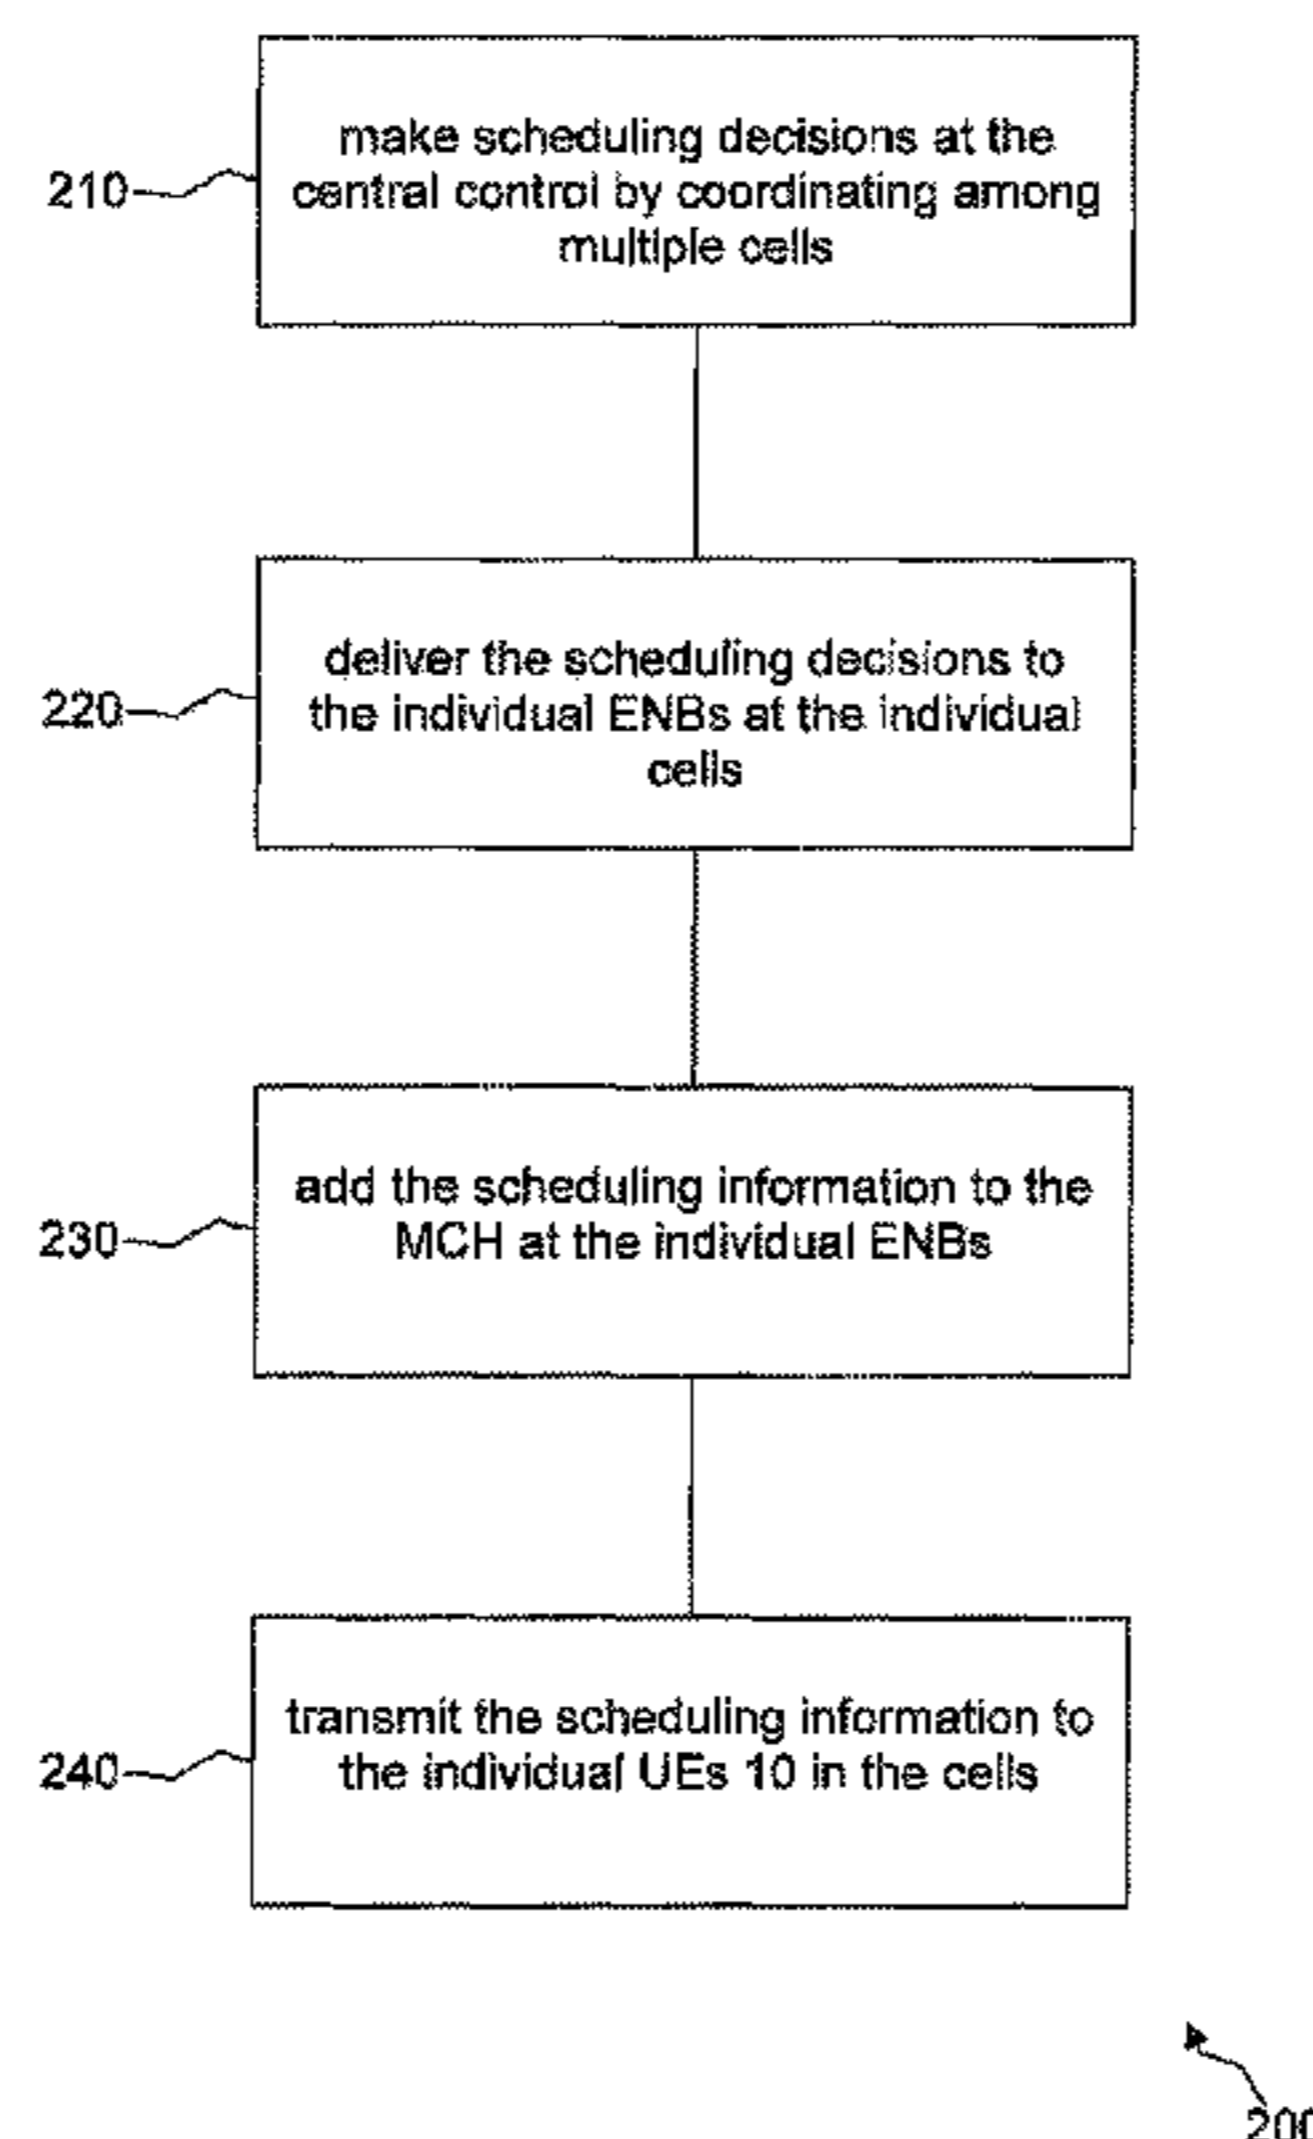 210
make scheduling decisions at the
central control by coordinating among
multiple cells
220
deliver the scheduling decisions to
the individual ENBs at the individual
cells
230
add the scheduling information to the
MCH at the individual ENBs
240
transmit the scheduling information to
the individual UEs 10 in the cells
200